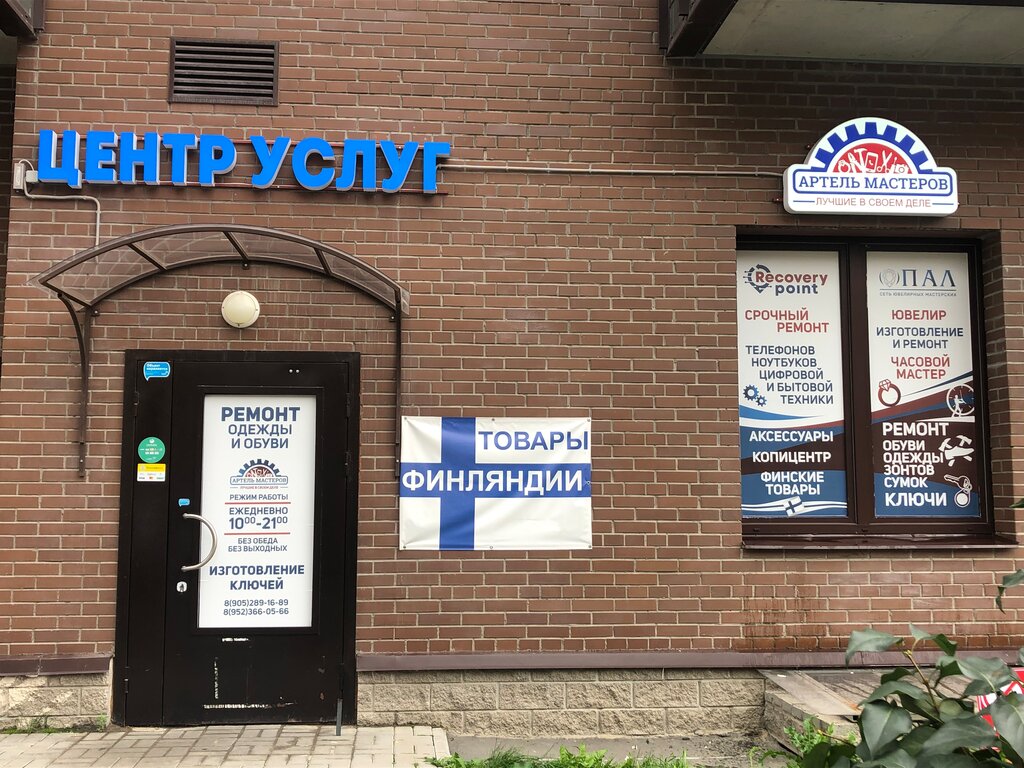 ЦЕНТР УСЛУГ
АРТЕЛЬ МАСТЕРОВ
ЛУЧШИЕ В СВОЕМ ДЕЛЕ
РЕМОНТ
ОДЕЖДЫ
И ОБУВИ
АРТЕЛЬ МАСТЕРОВ
РЕЖИМ РАБОТЫ
ЕЖЕДНЕВНО
10⁰⁰-21⁰⁰
БЕЗ ОБЕДА
БЕЗ ВЫХОДНЫХ
ИЗГОТОВЛЕНИЕ
КЛЮЧЕЙ
8(905)289-16-89
8(952)366-05-66
ТОВАРЫ
ФИНЛЯНДИИ
Recovery
point
СРОЧНЫЙ
РЕМОНТ
ТЕЛЕФОНОВ
НОУТБУКОВ
ЦИФРОВОЙ
И БЫТОВОЙ
ТЕХНИКИ
АКСЕССУАРЫ
КОПИЦЕНТР
ФИНСКИЕ
ТОВАРЫ
ОПАЛ
СЕТЬ ЮВЕЛИРНЫХ МАСТЕРСКИХ
ЮВЕЛИР
ИЗГОТОВЛЕНИЕ
И РЕМОНТ
ЧАСОВОЙ
МАСТЕР
РЕМОНТ
ОБУВИ
ОДЕЖДЫ
ЗОНТОВ
СУМОК
КЛЮЧИ